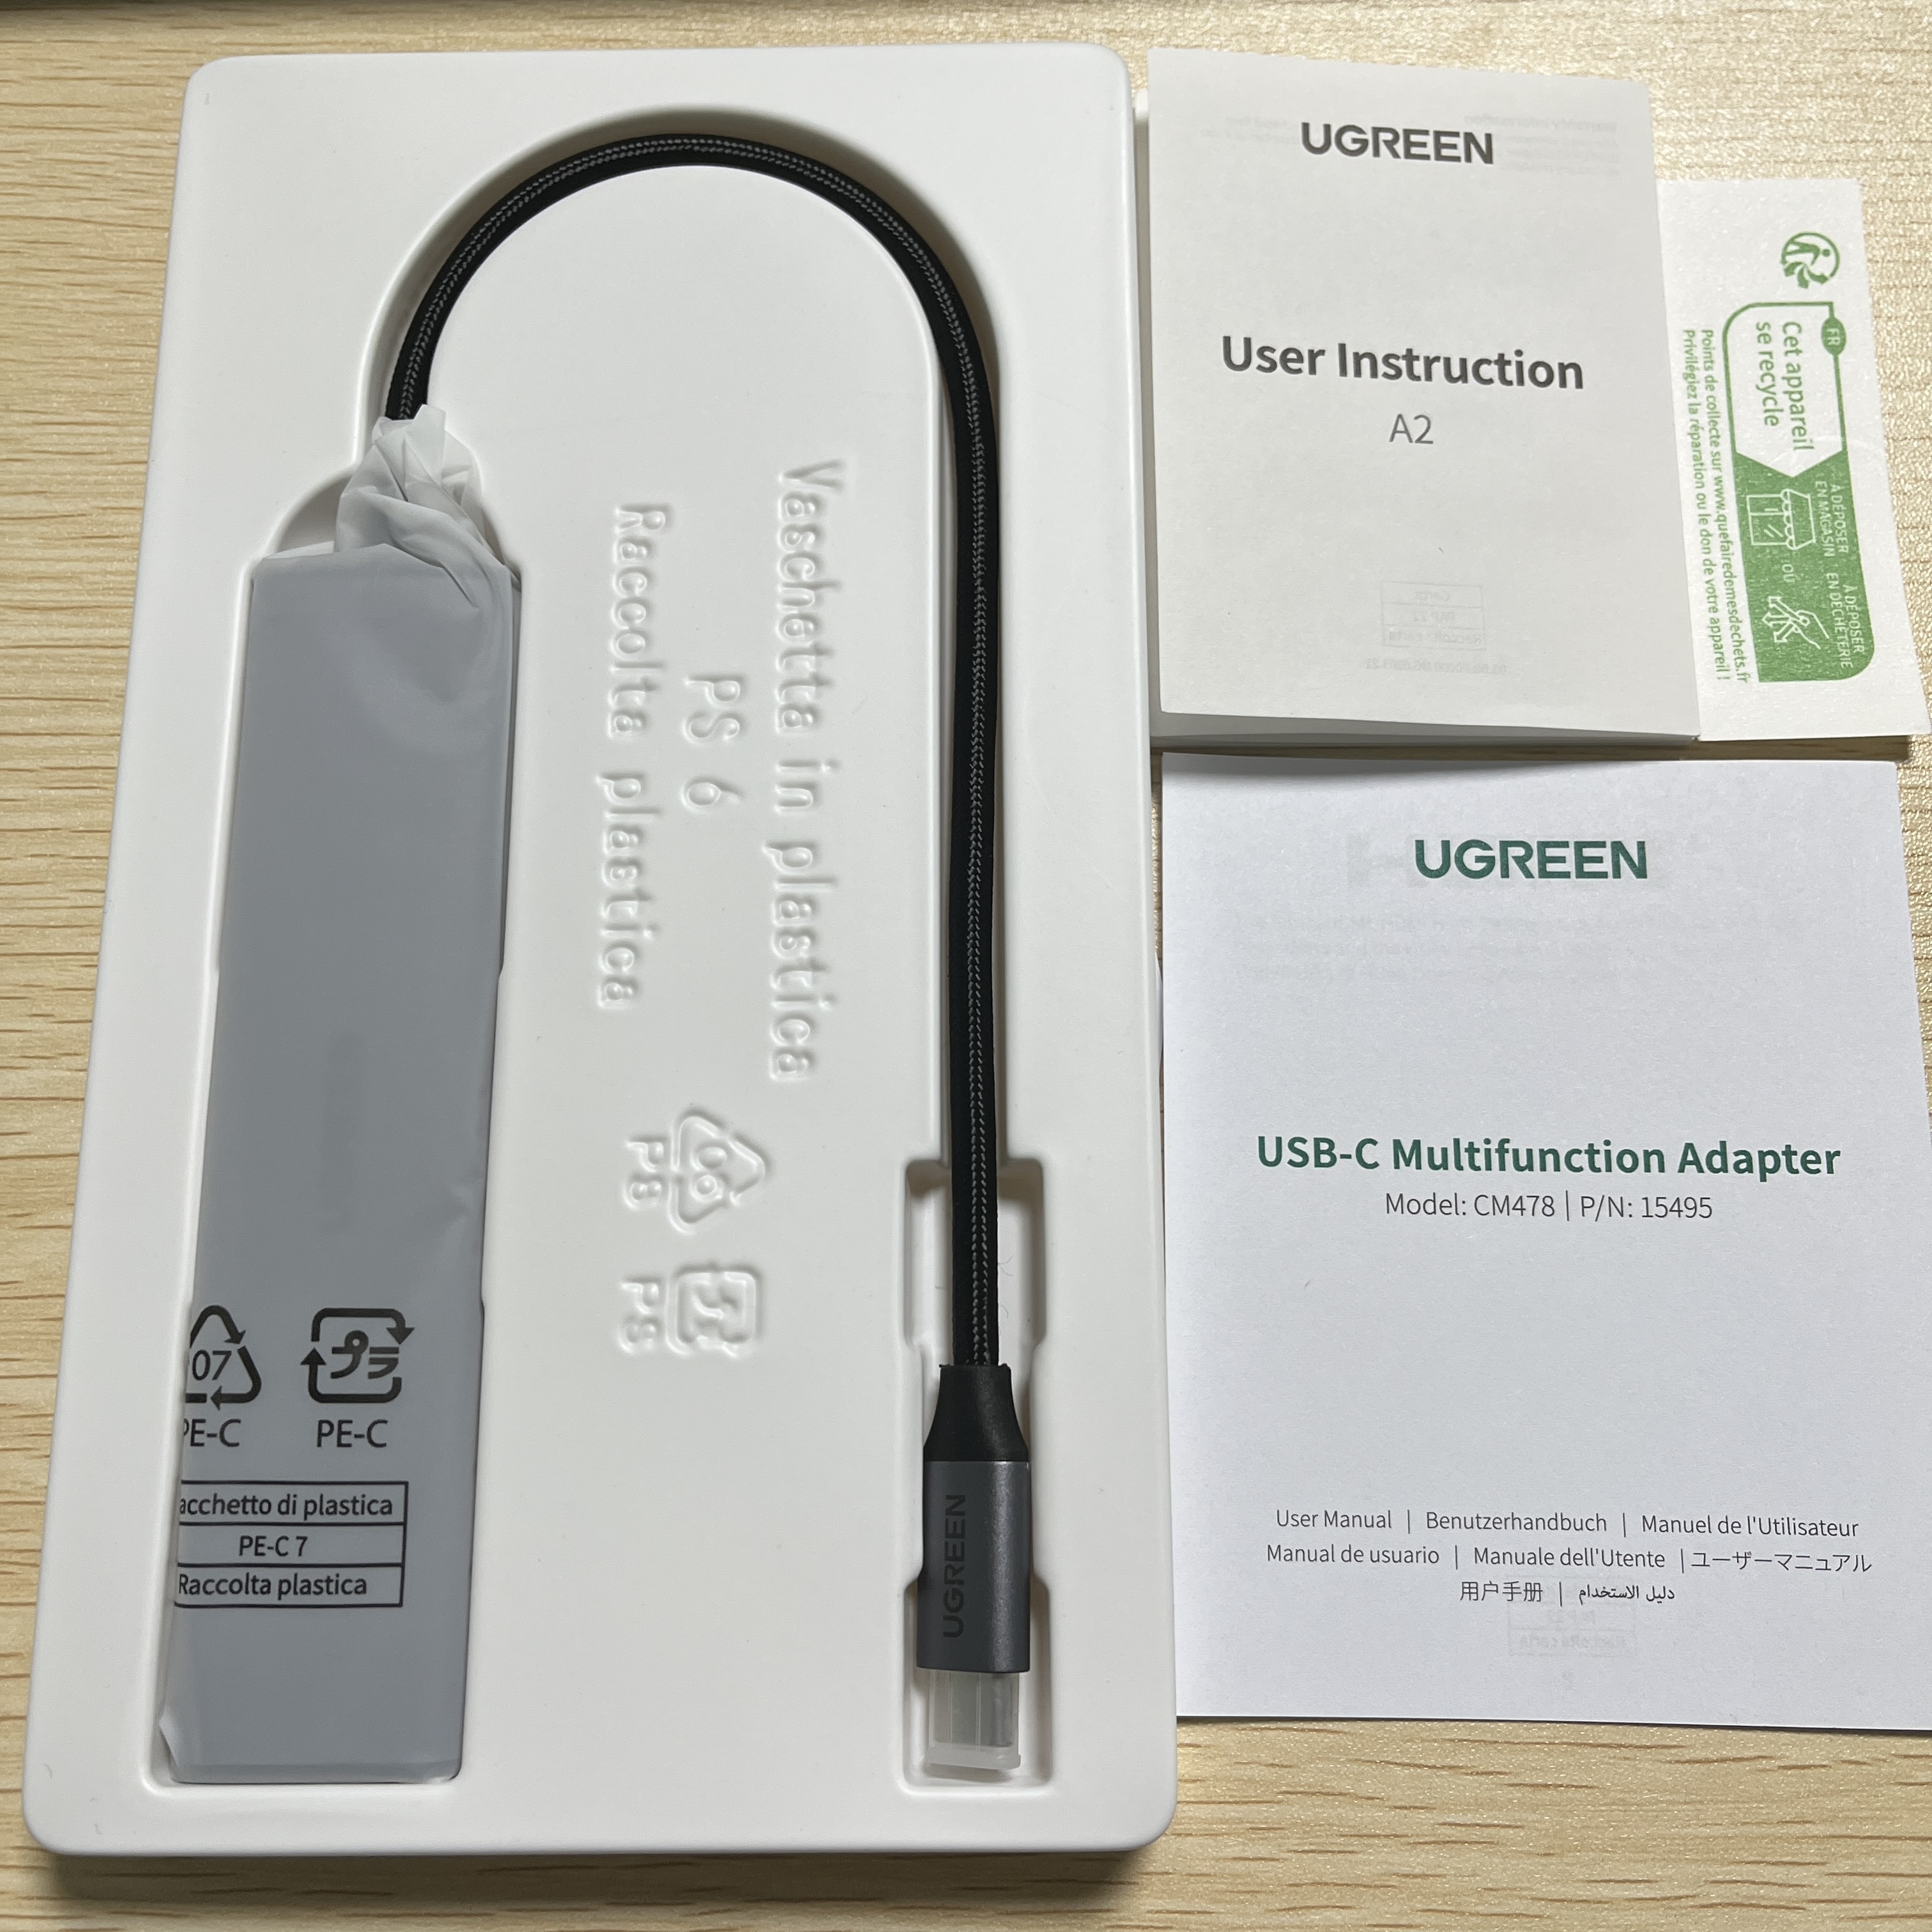 Vaschetta in plastica
PS 6
Raccolta plastica
06
PS
PS
07
PE-C
プラ
PE-C
acchetto di plastica
PE-C 7
Raccolta plastica
UGREEN
UGREEN
User Instruction
A2
FR
Cet appareil
se recycle
À DÉPOSER
EN MAGASIN
OU
À DÉPOSER
EN DÉCHÈTERIE
Points de collecte sur www.quefairedemesdechets.fr
Privilégiez la réparation ou le don de votre appareil !
UGREEN
USB-C Multifunction Adapter
Model: CM478 | P/N: 15495
User Manual | Benutzerhandbuch | Manuel de l'Utilisateur
Manual de usuario | Manuale dell'Utente | ユーザーマニュアル
用户手册 | دليل الاستخدام